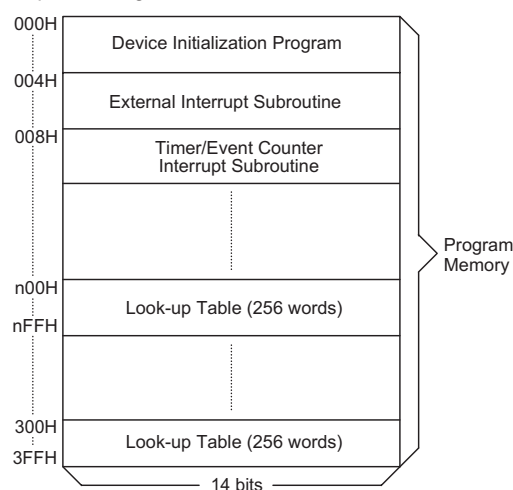 000H
Device Initialization Program
004H
External Interrupt Subroutine
008H
Timer/Event Counter
Interrupt Subroutine
Program
Memory
n00H
Look-up Table (256 words)
nFFH
300H
Look-up Table (256 words)
3FFH
14 bits